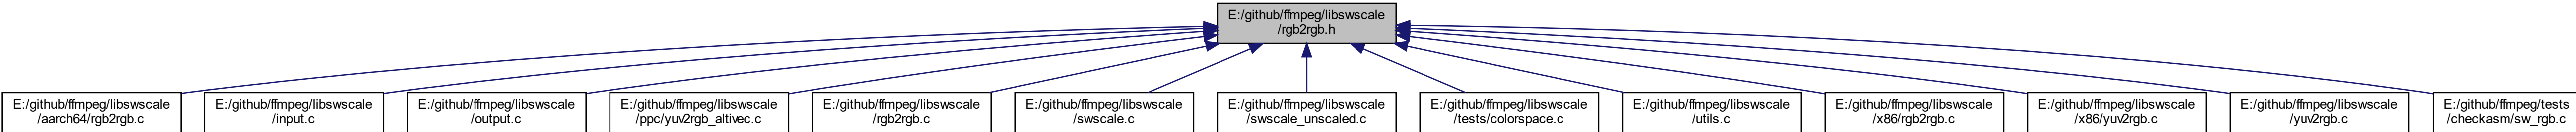 E:/github/ffmpeg/libswscale
/rgb2rgb.h
E:/github/ffmpeg/libswscale
/aarch64/rgb2rgb.c
E:/github/ffmpeg/libswscale
/input.c
E:/github/ffmpeg/libswscale
/output.c
E:/github/ffmpeg/libswscale
/ppc/yuv2rgb_altivec.c
E:/github/ffmpeg/libswscale
/rgb2rgb.c
E:/github/ffmpeg/libswscale
/swscale.c
E:/github/ffmpeg/libswscale
/swscale_unscaled.c
E:/github/ffmpeg/libswscale
/tests/colorspace.c
E:/github/ffmpeg/libswscale
/utils.c
E:/github/ffmpeg/libswscale
/x86/rgb2rgb.c
E:/github/ffmpeg/libswscale
/x86/yuv2rgb.c
E:/github/ffmpeg/libswscale
/yuv2rgb.c
E:/github/ffmpeg/tests
/checkasm/sw_rgb.c